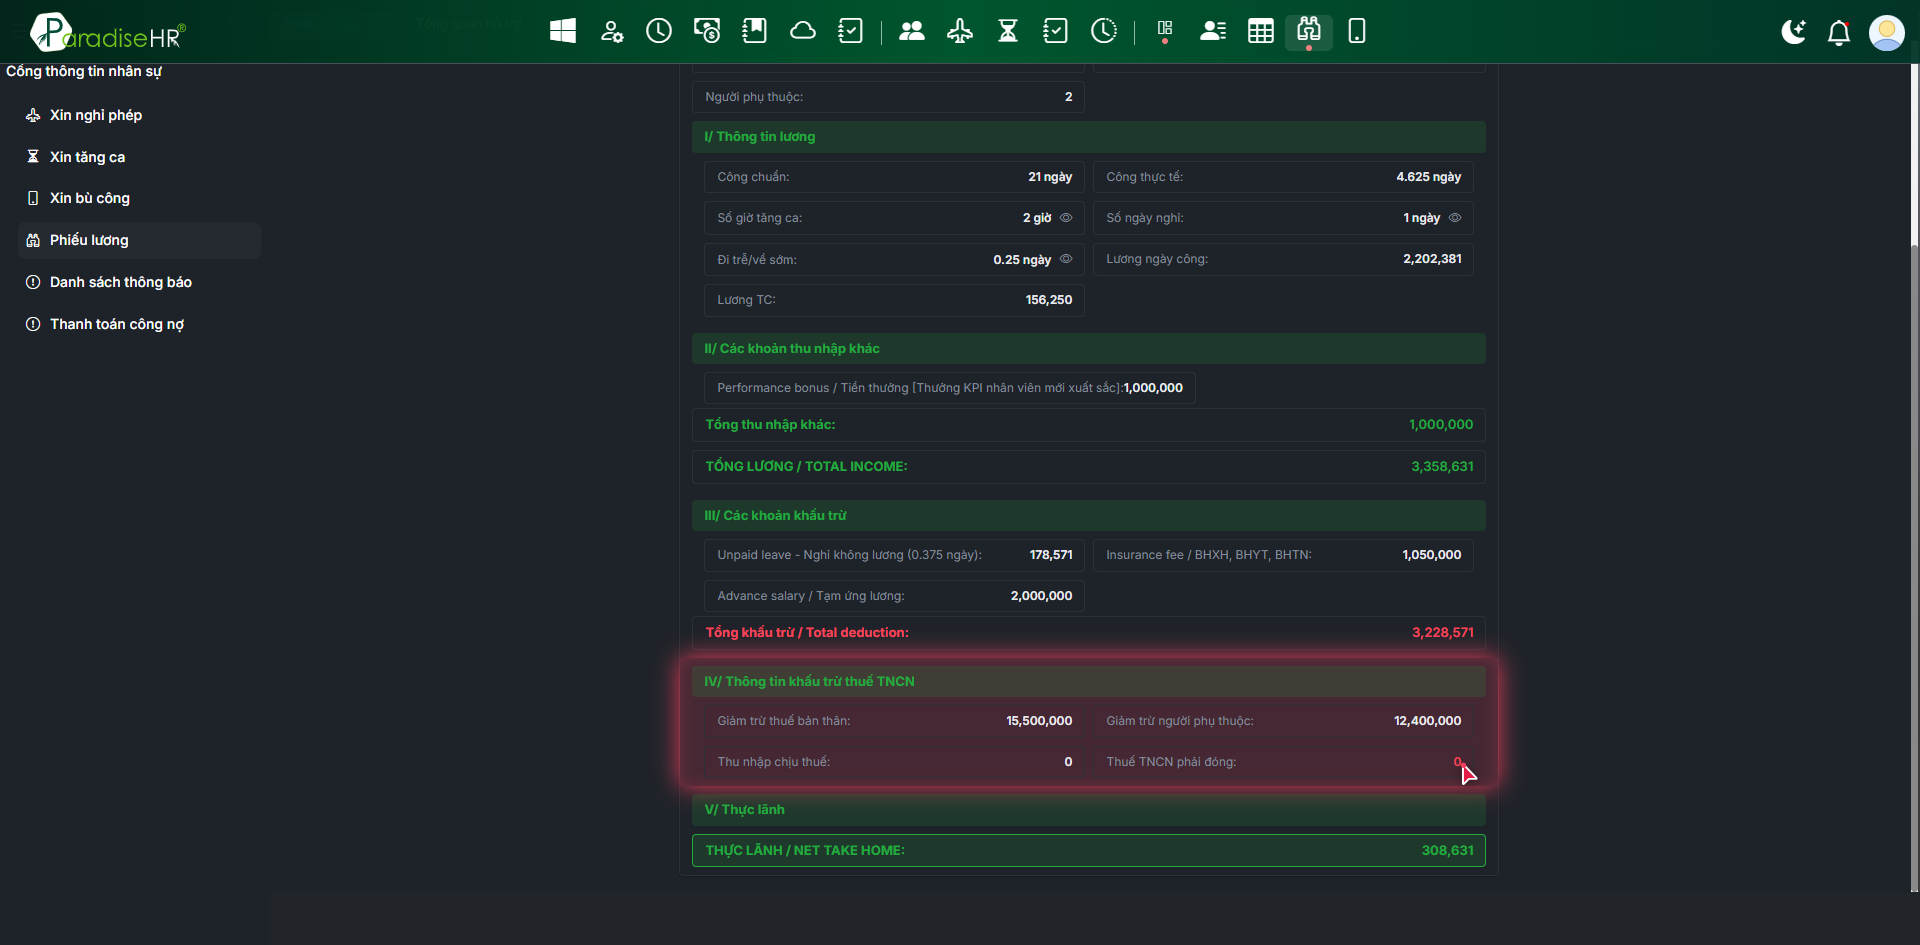 ParadiseHR®
Cổng thông tin nhân sự
Xin nghỉ phép
Xin tăng ca
Xin bù công
Phiếu lương
Danh sách thông báo
Thanh toán công nợ
Người phụ thuộc: 2
I/ Thông tin lương
Công chuẩn: 21 ngày Công thực tế: 4.625 ngày
Số giờ tăng ca: 2 giờ Số ngày nghỉ: 1 ngày
Đi trễ/về sớm: 0.25 ngày Lương ngày công: 2,202,381
Lương TC: 156,250
II/ Các khoản thu nhập khác
Performance bonus / Tiền thưởng [Thưởng KPI nhân viên mới xuất sắc]:1,000,000
Tổng thu nhập khác: 1,000,000
TỔNG LƯƠNG / TOTAL INCOME: 3,358,631
III/ Các khoản khấu trừ
Unpaid leave - Nghỉ không lương (0.375 ngày): 178,571 Insurance fee / BHXH, BHYT, BHTN: 1,050,000
Advance salary / Tạm ứng lương: 2,000,000
Tổng khấu trừ / Total deduction: 3,228,571
IV/ Thông tin khấu trừ thuế TNCN
Giảm trừ thuế bản thân: 15,500,000 Giảm trừ người phụ thuộc: 12,400,000
Thu nhập chịu thuế: 0 Thuế TNCN phải đóng: 0
V/ Thực lãnh
THỰC LÃNH / NET TAKE HOME: 308,631